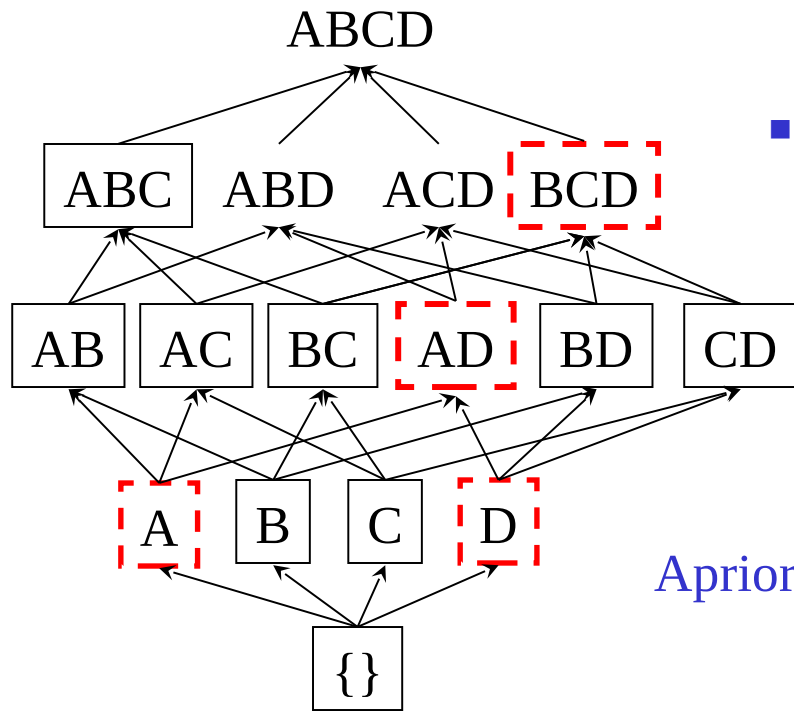 ABCD
ABC ABD ACD BCD
AB AC BC AD BD CD
A B C D
Aprior
{}